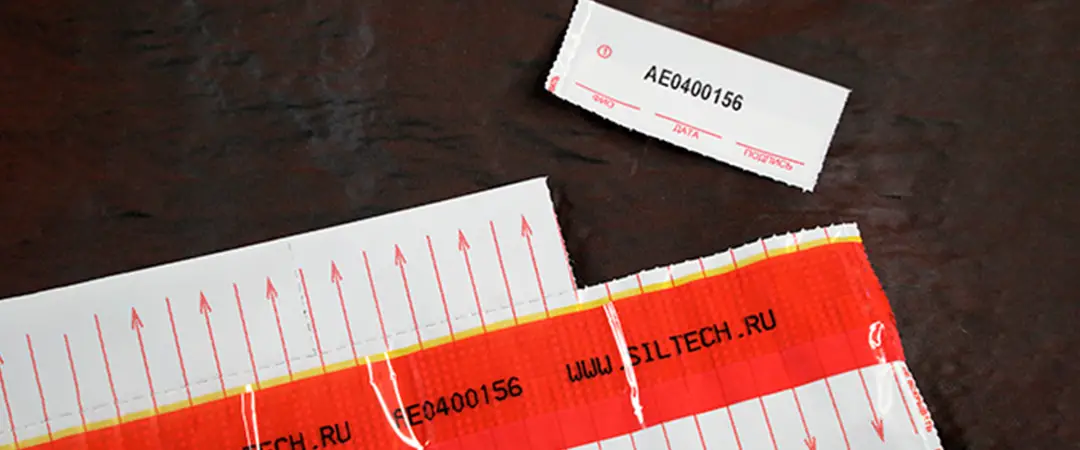 AE0400156
ФИО
ДАТА
ПОДПИСЬ
WWW.SILTECH.RU
AE0400156
TECH.RU